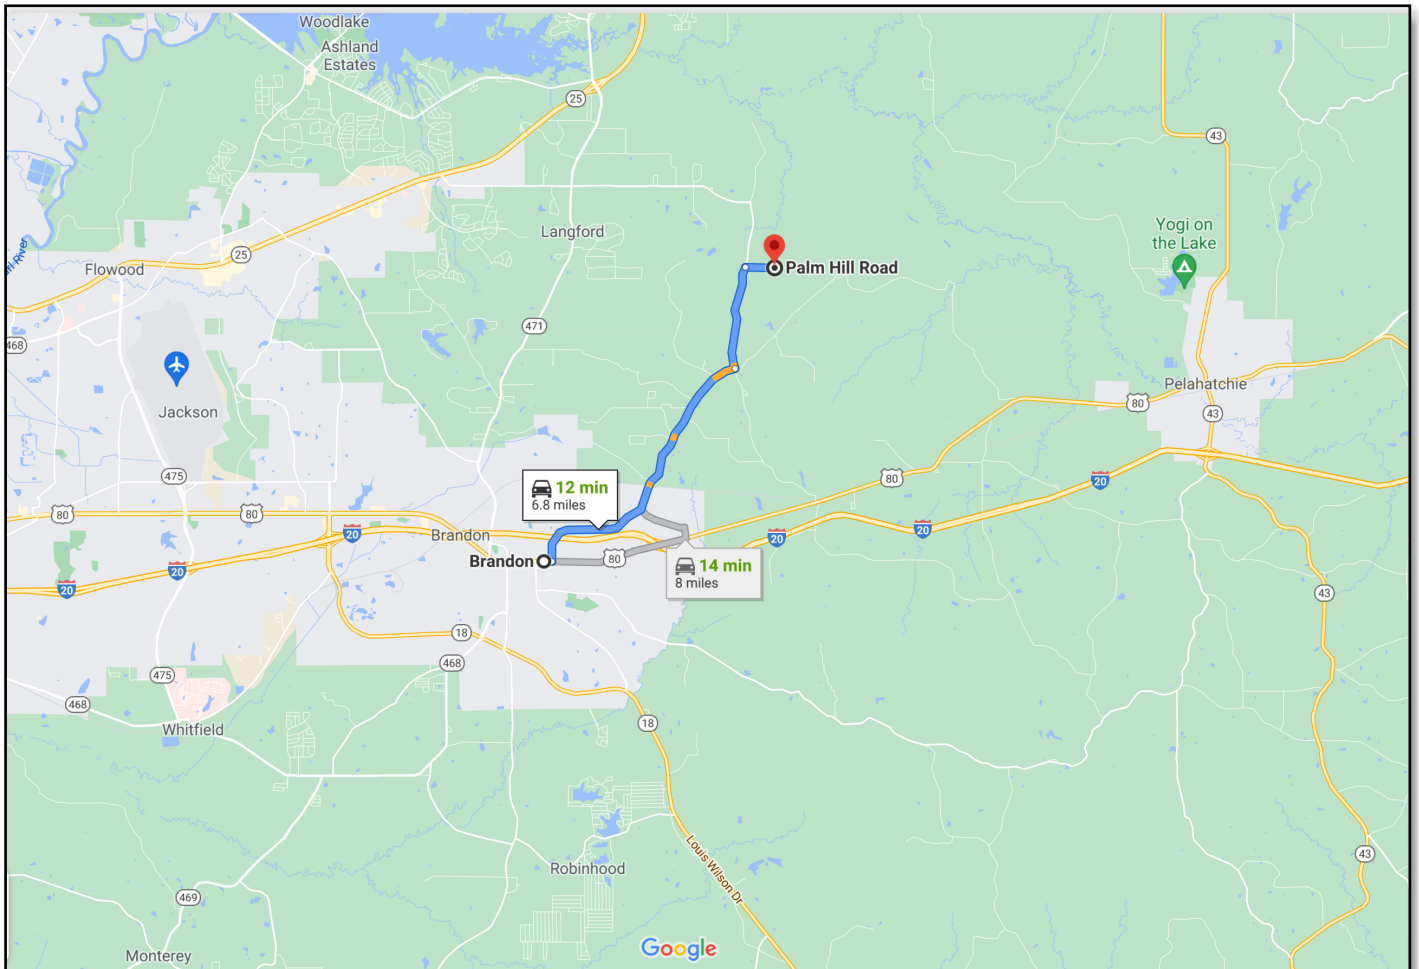 Woodlake
Ashland
Estates
25
43
Yogi on
the Lake
Langford
25
Flowood
Palm Hill Road
471
468
Jackson
Pelahatchie
80
43
475
80
20
12 min
6.8 miles
80
80
20
Brandon
20
20
Brandon
80
14 min
8 miles
20
20
43
18
468
475
468
18
Whitfield
Louis Wilson Dr
43
Robinhood
469
Google
Monterey